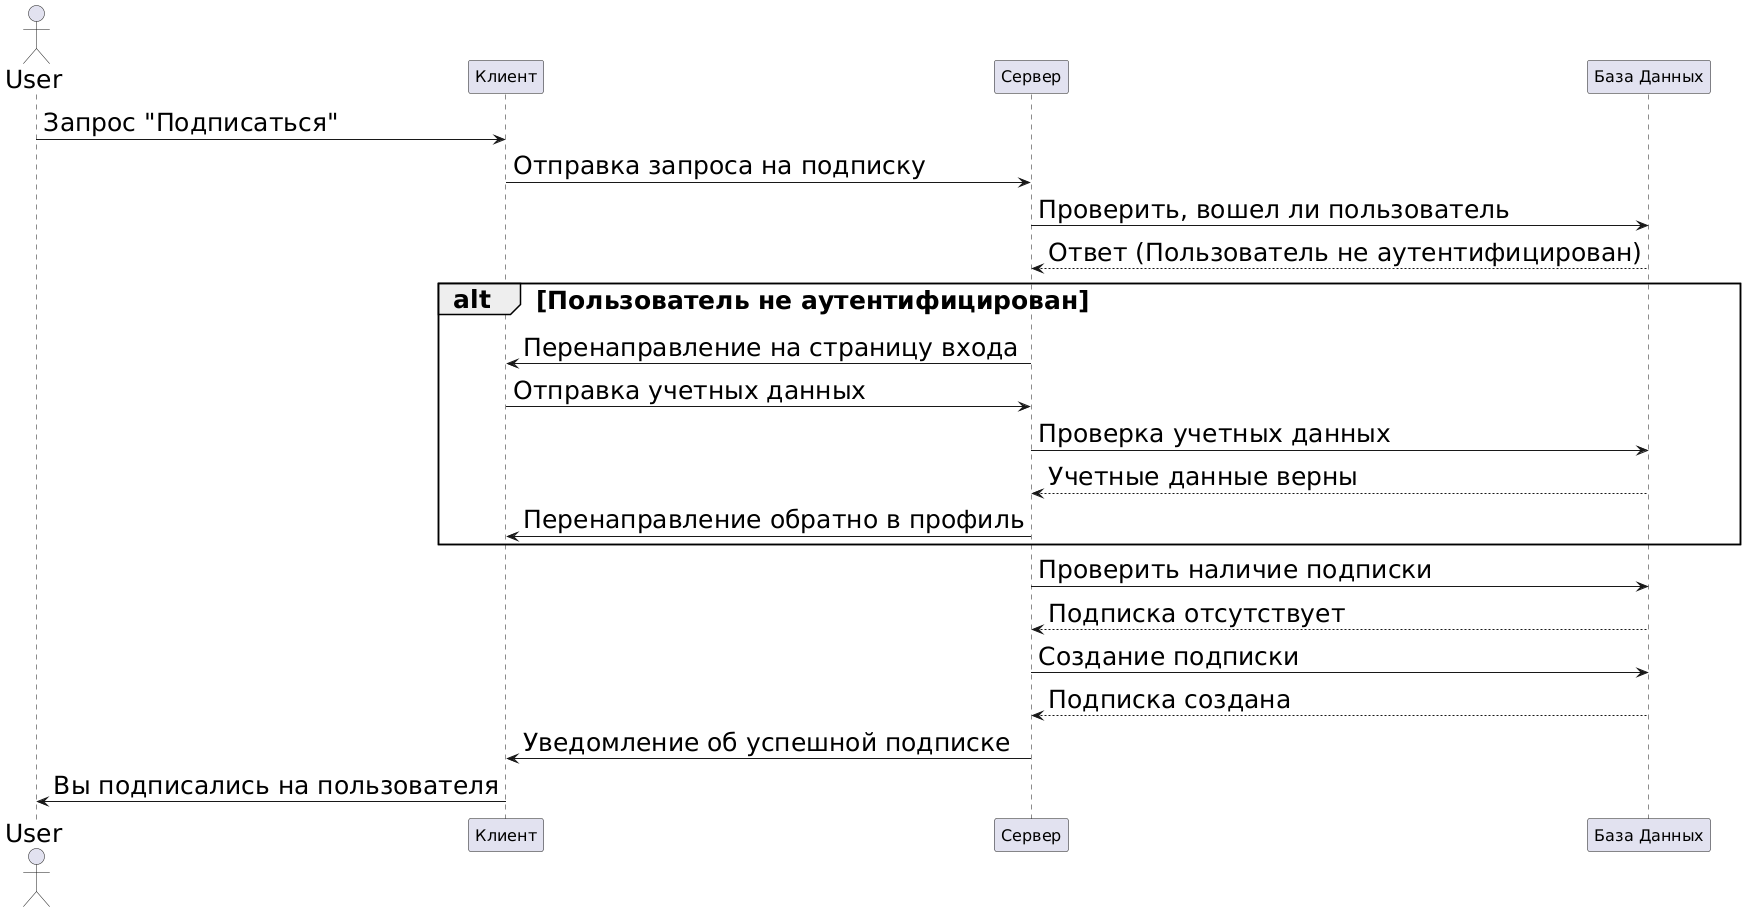 User
Клиент
Сервер
База Данных
Запрос "Подписаться"
Отправка запроса на подписку
Проверить, вошел ли пользователь
Ответ (Пользователь не аутентифицирован)
alt [Пользователь не аутентифицирован]
Перенаправление на страницу входа
Отправка учетных данных
Проверка учетных данных
Учетные данные верны
Перенаправление обратно в профиль
Проверить наличие подписки
Подписка отсутствует
Создание подписки
Подписка создана
Уведомление об успешной подписке
Вы подписались на пользователя
User
Клиент
Сервер
База Данных